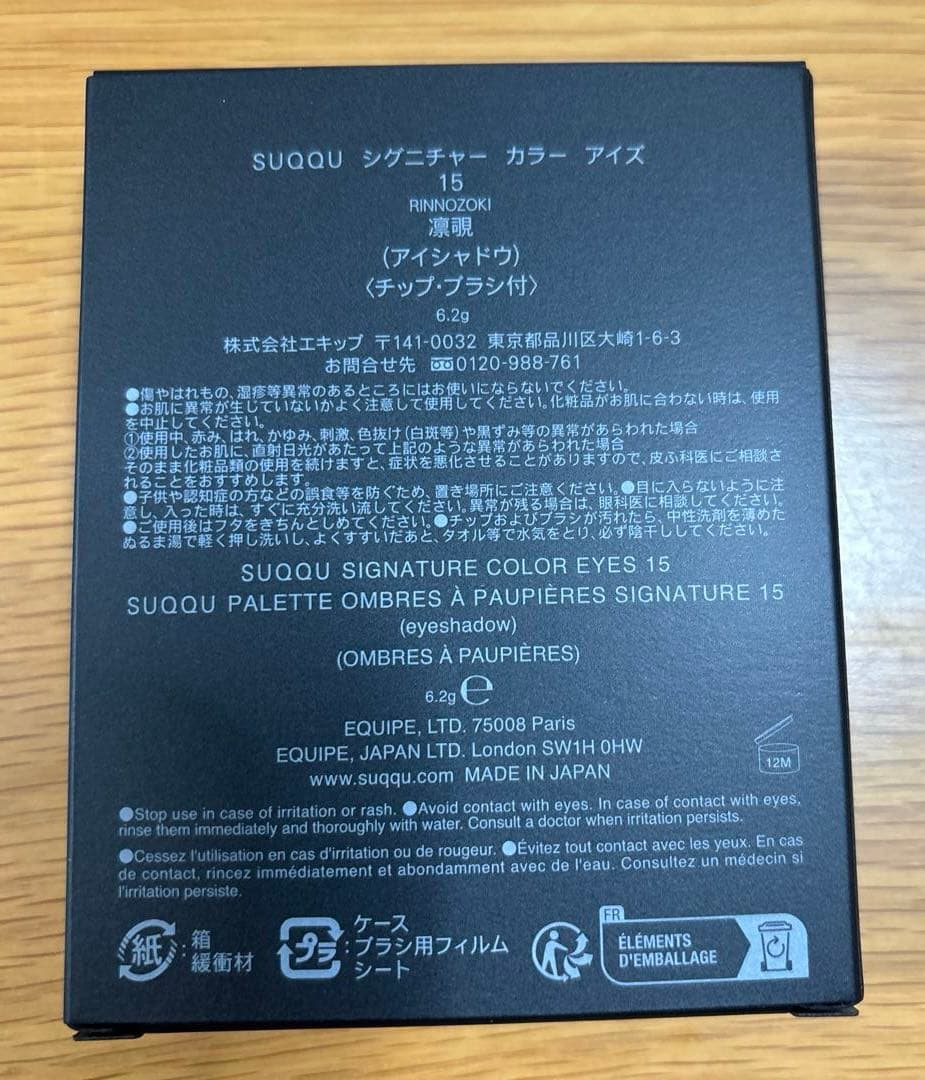 SUQQU シグニチャー カラー アイズ
15
RINNOZOKI
凛覗
(アイシャドウ)
〈チップ・ブラシ付〉
6.2g
株式会社エキップ 〒141-0032 東京都品川区大崎1-6-3
お問合せ先 0120-988-761
●傷やはれもの、湿疹等異常のあるところにはお使いにならないでください。
●お肌に異常が生じていないかよく注意して使用してください。化粧品がお肌に合わない時は、使用
を中止してください。
①使用中、赤み、はれ、かゆみ、刺激、色抜け(白斑等)や黒ずみ等の異常があらわれた場合
②使用したお肌に、直射日光があたって上記のような異常があらわれた場合
そのまま化粧品類の使用を続けますと、症状を悪化させることがありますので、皮ふ科医にご相談さ
れることをおすすめします。
●子供や認知症の方などの誤食等を防ぐため、置き場所にご注意ください。●目に入らないように注
意し、入った時は、すぐに充分洗い流してください。異常が残る場合は、眼科医に相談してください。
●ご使用後はフタをきちんとしめてください。●チップおよびブラシが汚れたら、中性洗剤を薄めた
ぬるま湯で軽く押し洗いし、よくすすいだあと、タオル等で水気をとり、必ず陰干ししてください。
SUQQU SIGNATURE COLOR EYES 15
SUQQU PALETTE OMBRES À PAUPIÈRES SIGNATURE 15
(eyeshadow)
(OMBRES À PAUPIÈRES)
6.2g ℮
EQUIPE, LTD. 75008 Paris
EQUIPE, JAPAN LTD. London SW1H 0HW
www.suqqu.com MADE IN JAPAN
12M
●Stop use in case of irritation or rash. ●Avoid contact with eyes. In case of contact with eyes,
rinse them immediately and thoroughly with water. Consult a doctor when irritation persists.
●Cessez l'utilisation en cas d'irritation ou de rougeur. ●Évitez tout contact avec les yeux. En cas
de contact, rincez immédiatement et abondamment avec de l'eau. Consultez un médecin si
l'irritation persiste.
紙:箱
緩衝材
プラ:ケース
ブラシ用フィルム
シート
FR
ÉLÉMENTS
D'EMBALLAGE